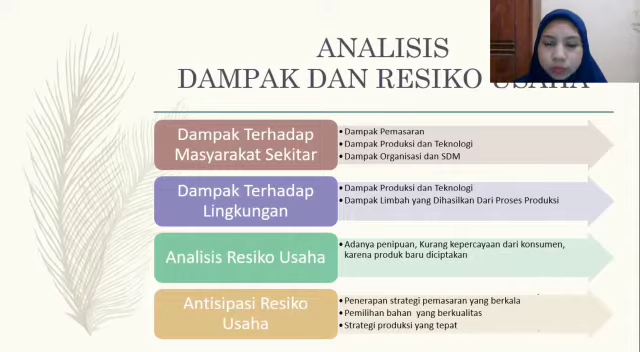 ANALISIS
DAMPAK DAN RESIKO USAHA
Dampak Terhadap
Masyarakat Sekitar
• Dampak Pemasaran
• Dampak Produksi dan Teknologi
• Dampak Organisasi dan SDM
Dampak Terhadap
Lingkungan
• Dampak Produksi dan Teknologi
• Dampak Limbah yang Dihasilkan Dari Proses Produksi
Analisis Resiko Usaha
• Adanya penipuan, Kurang kepercayaan dari konsumen,
karena produk baru diciptakan
Antisipasi Resiko
Usaha
• Penerapan strategi pemasaran yang berkala
• Pemilihan bahan yang berkualitas
• Strategi produksi yang tepat